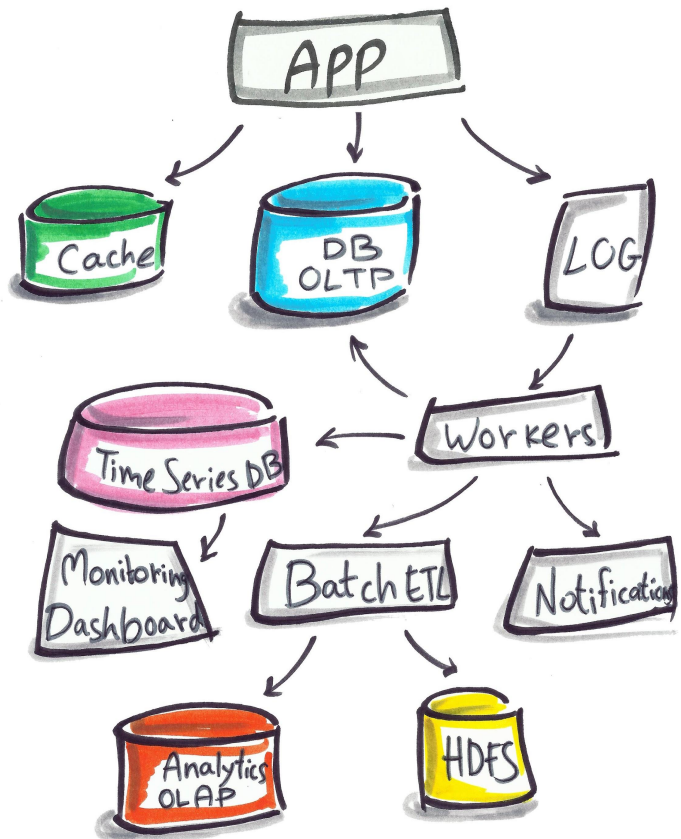 APP
Cache
DB
OLTP
LOG
Workers
Time Series DB
Monitoring
Dashboard
Batch ETL
Notification
Analytics
OLAP
HDFS